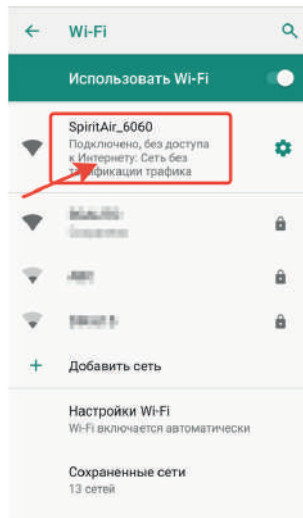 Wi-Fi
Использовать Wi-Fi
SpiritAir_6060
Подключено, без доступа
к Интернету: Сеть без
тарификации трафика
Добавить сеть
Настройки Wi-Fi
Wi-Fi включается автоматически
Сохраненные сети
13 сетей